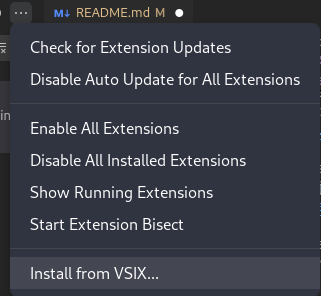 ... README.md M
Check for Extension Updates
Disable Auto Update for All Extensions
Enable All Extensions
Disable All Installed Extensions
Show Running Extensions
Start Extension Bisect
Install from VSIX...